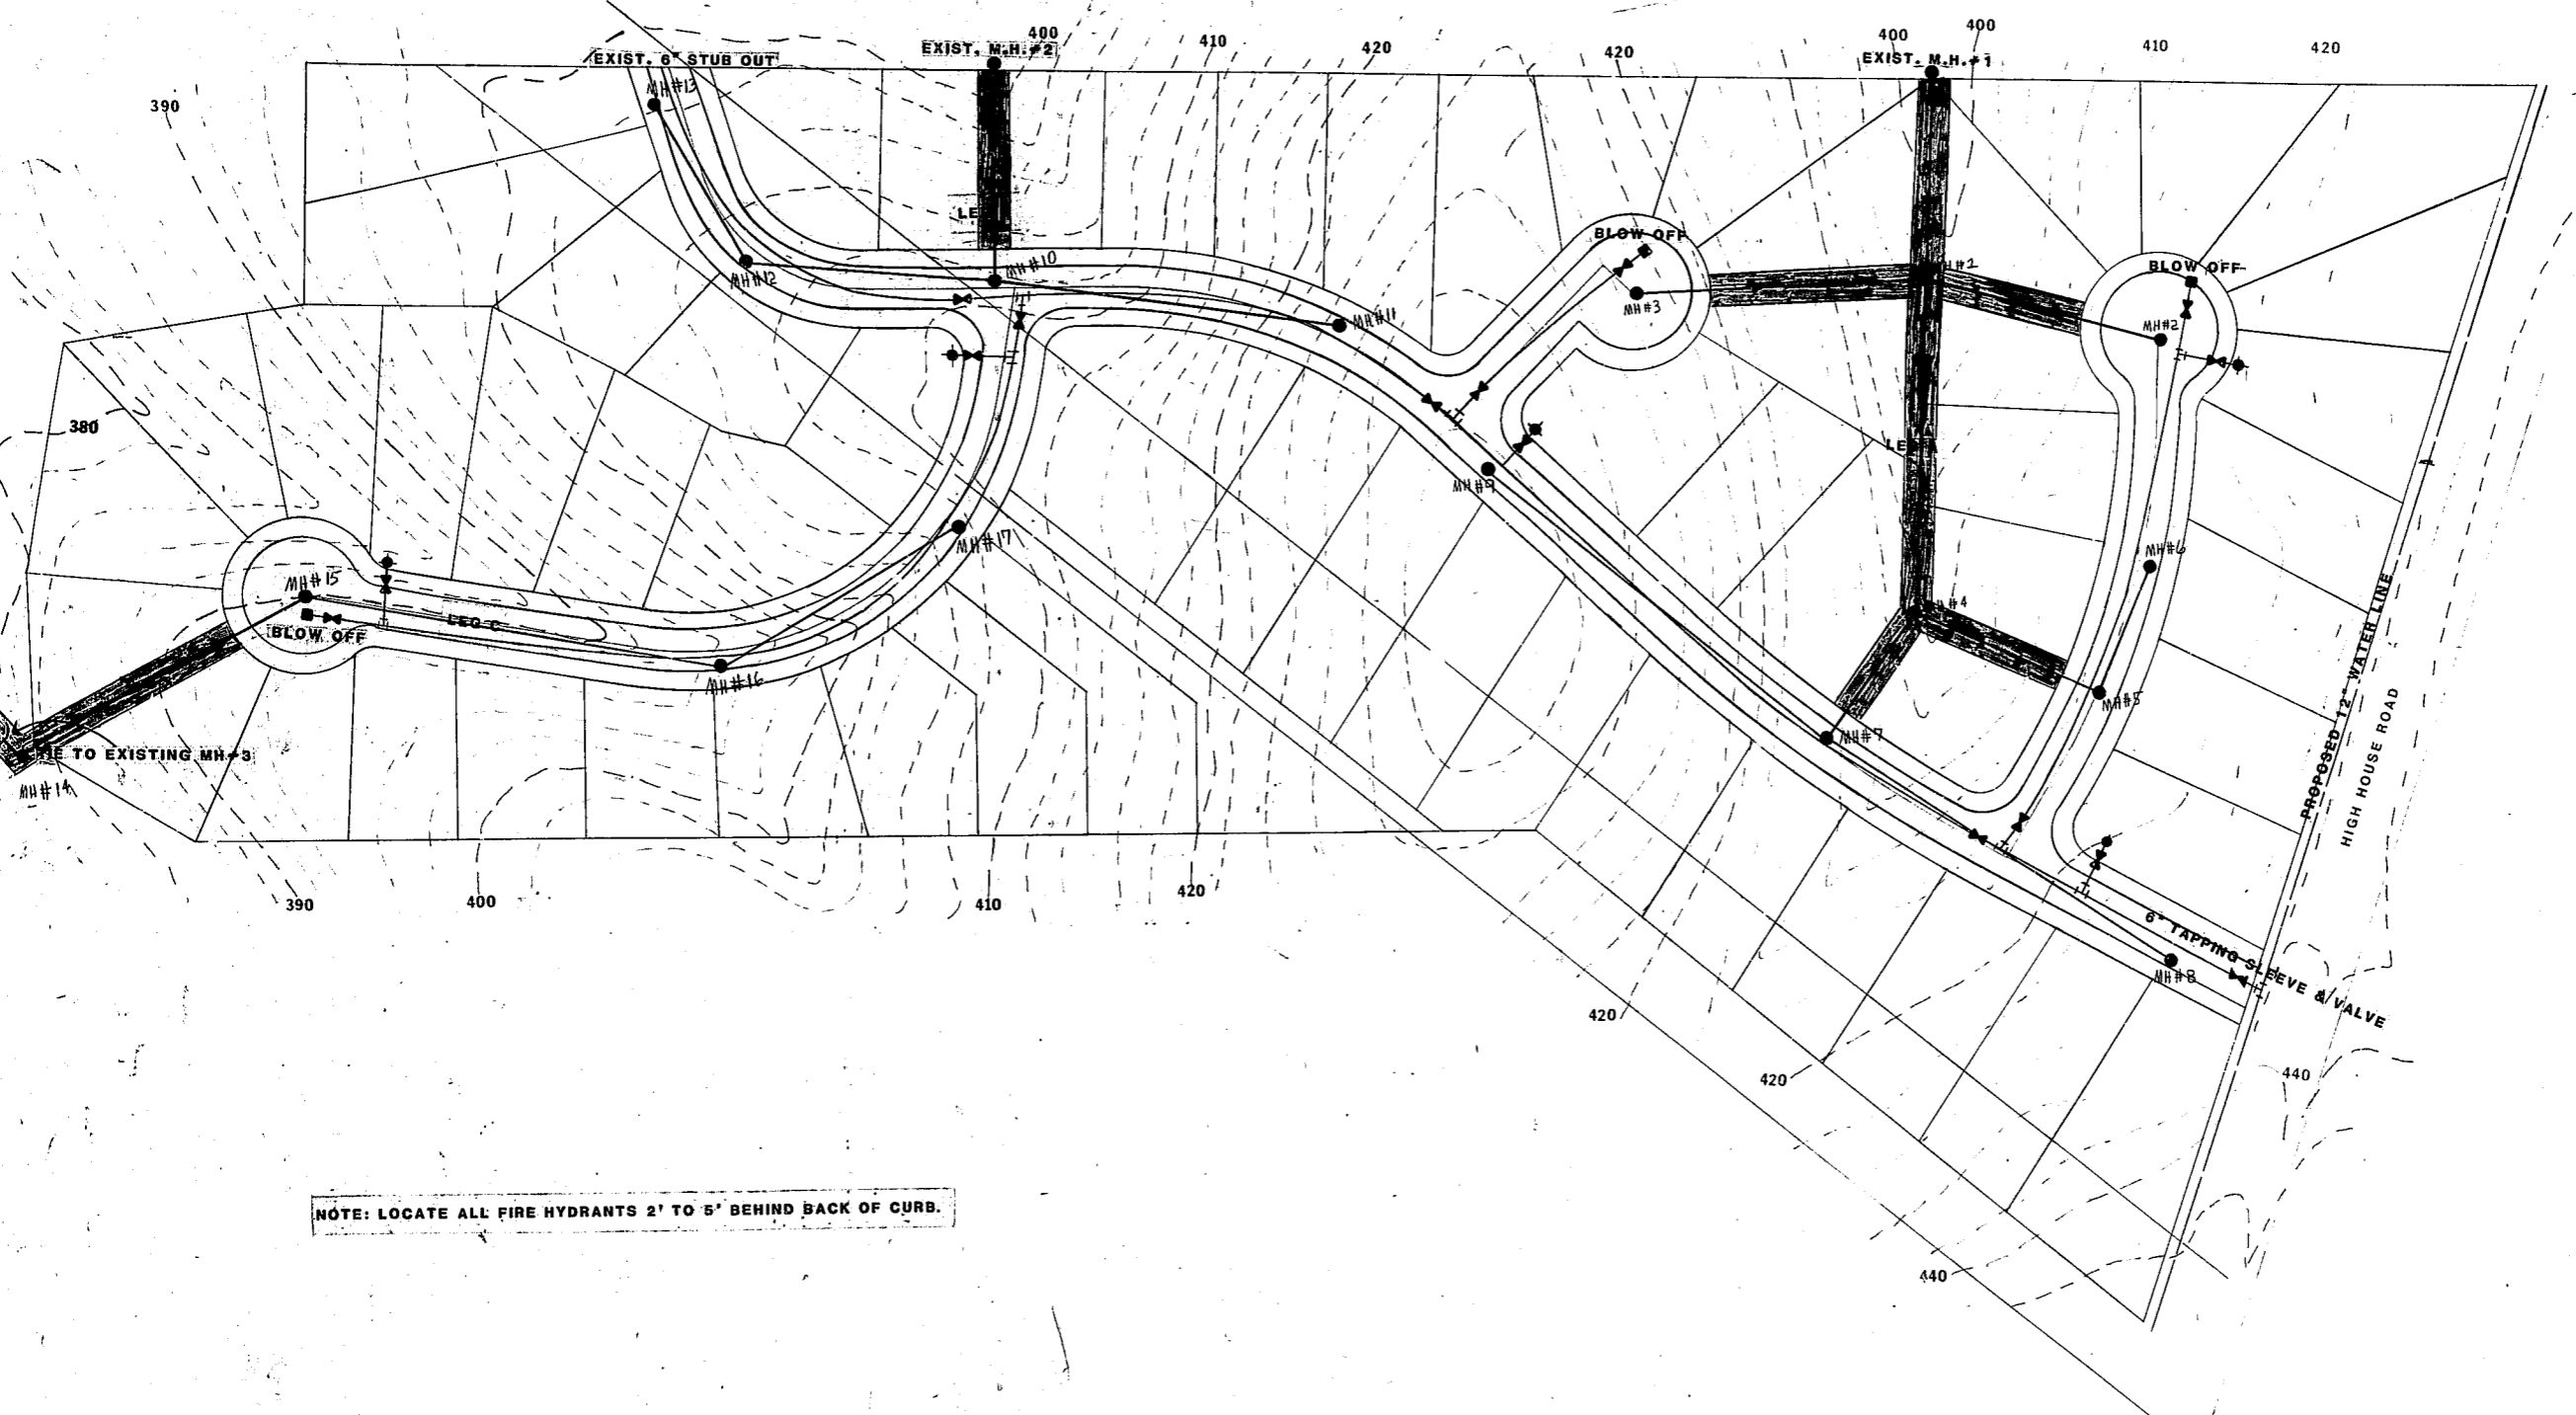 400
400
400
410
420
420
410
420
EXIST. 6" STUB OUT
EXIST. M.H.#2
EXIST. M.H.#1
MH#13
390
LE
BLOW OFF
MH#10
MH#12
MH#3
BLOW OFF
MH#2
MH#11
380
LEG A
MH#9
MH#17
MH#6
MH#15
LEG C
BLOW OFF
#4
MH#16
MH#5
MH#7
TIE TO EXISTING MH#3
MH#14
PROPOSED 12" WATER LINE
HIGH HOUSE ROAD
390
400
410
420
6" TAPPING SLEEVE & VALVE
MH#8
420
420
440
440
NOTE: LOCATE ALL FIRE HYDRANTS 2' TO 5' BEHIND BACK OF CURB.